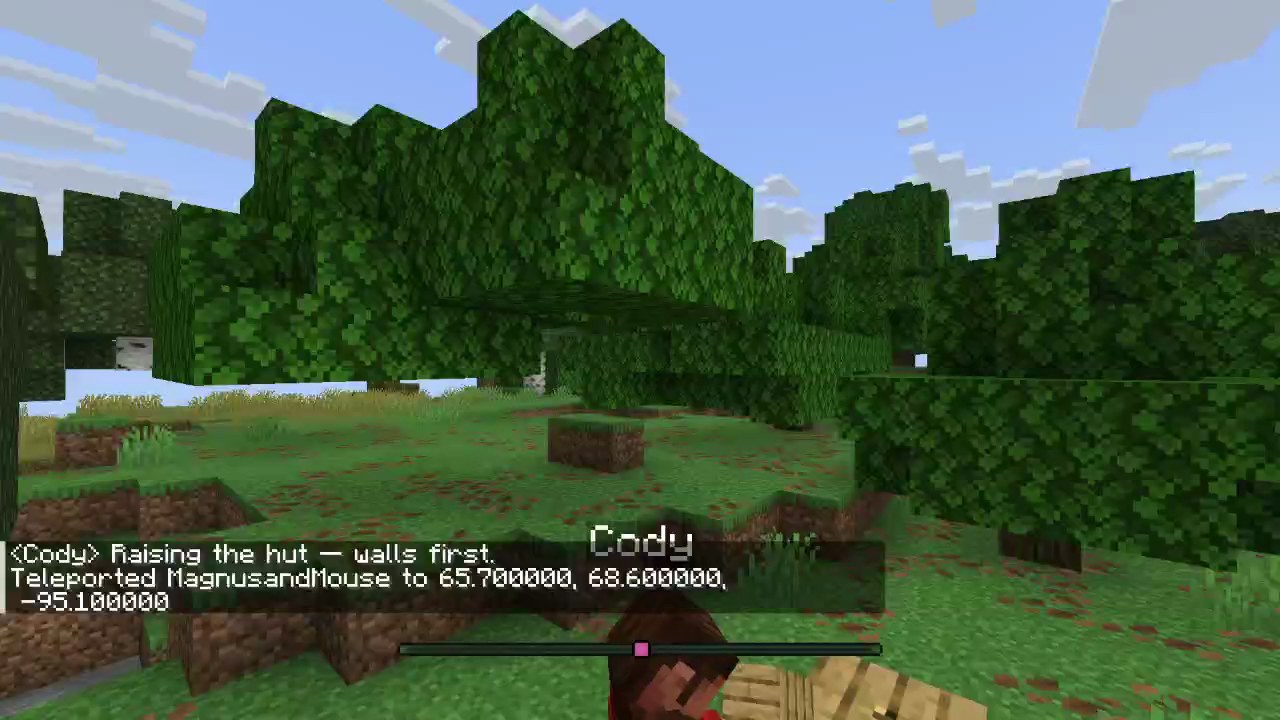 Cody
<Cody> Raising the hut — walls first.
Teleported MagnusandMouse to 65.700000, 68.600000,
-95.100000